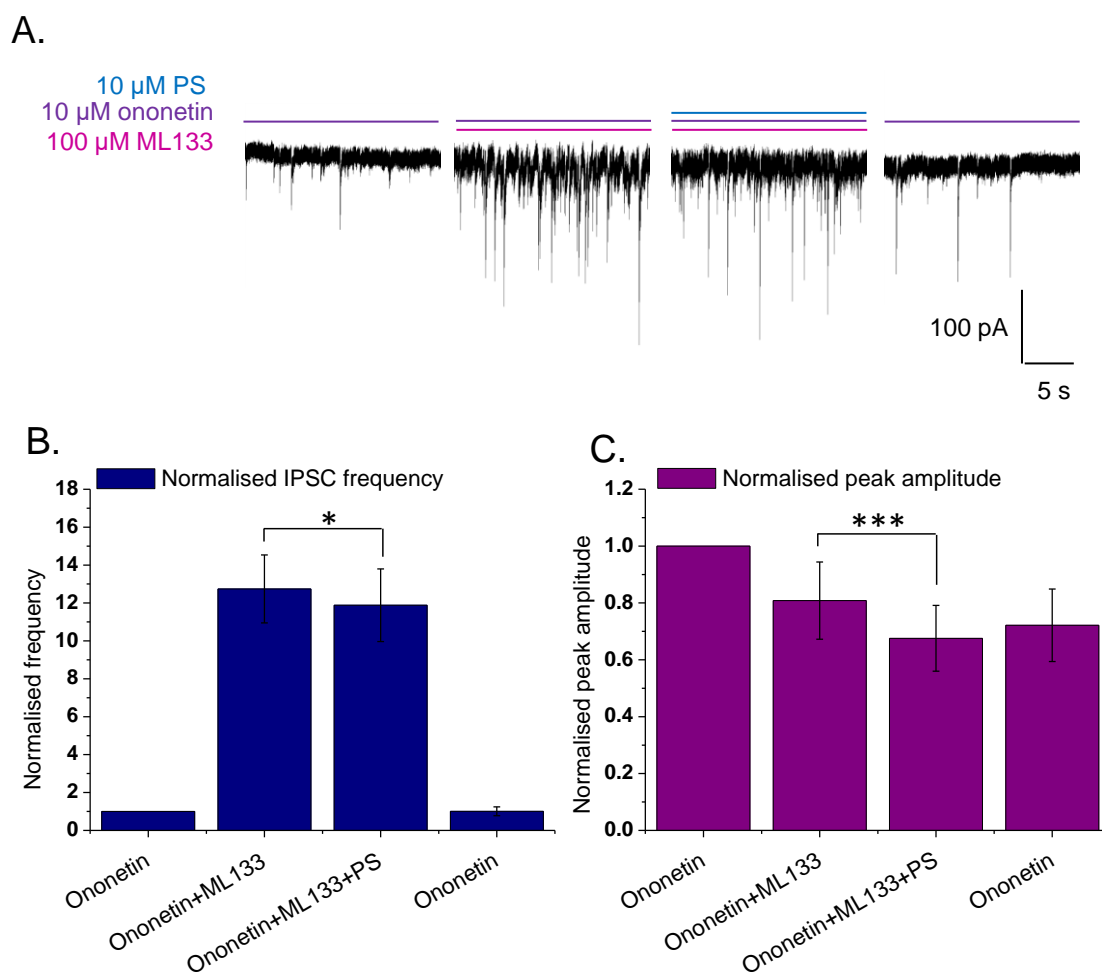 A.
10 µM PS
10 µM ononetin
100 µM ML133
100 pA
5 s
B.
Normalised IPSC frequency
18
16
14
12
10
8
6
4
2
0
Normalised frequency
*
Ononetin
Ononetin+ML133
Ononetin+ML133+PS
Ononetin
C.
Normalised peak amplitude
1.2
1.0
0.8
0.6
0.4
0.2
0.0
Normalised peak amplitude
***
Ononetin
Ononetin+ML133
Ononetin+ML133+PS
Ononetin